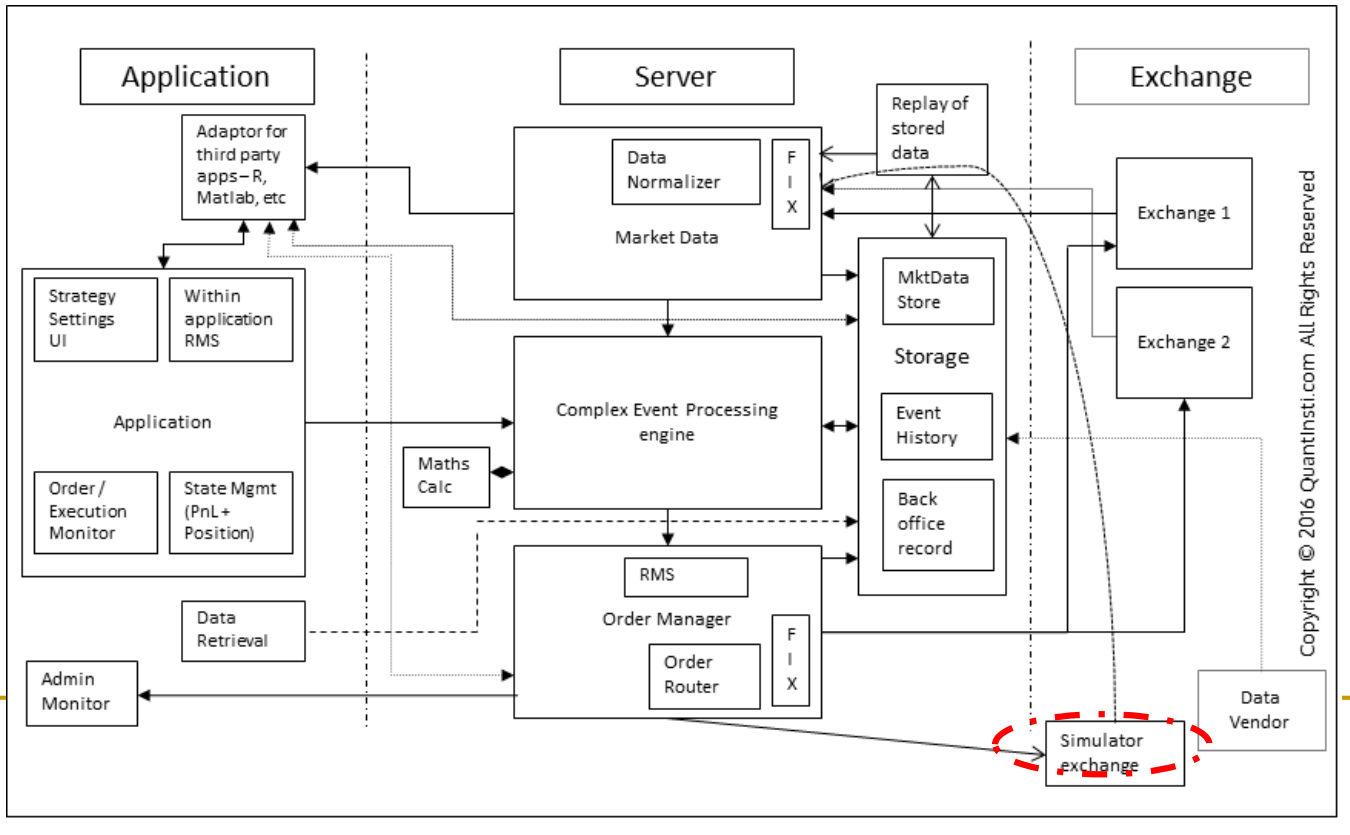 Application
Server
Exchange
Adaptor for
third party
apps – R,
Matlab, etc
Strategy
Settings
UI
Within
application
RMS
Application
Order /
Execution
Monitor
State Mgmt
(PnL+
Position)
Data
Retrieval
Admin
Monitor
Data
Normalizer
F
I
X
Market Data
Complex Event Processing
engine
Maths
Calc
RMS
Order Manager
Order
Router
F
I
X
Replay of
stored
data
MktData
Store
Storage
Event
History
Back
office
record
Exchange 1
Exchange 2
Simulator
exchange
Data
Vendor
Copyright © 2016 QuantInsti.com All Rights Reserved